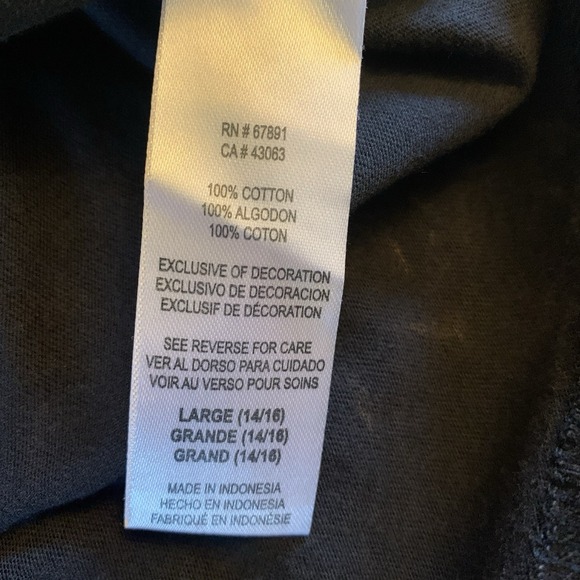 RN # 67891
CA # 43063
100% COTTON
100% ALGODON
100% COTON
EXCLUSIVE OF DECORATION
EXCLUSIVO DE DECORACION
EXCLUSIF DE DÉCORATION
SEE REVERSE FOR CARE
VER AL DORSO PARA CUIDADO
VOIR AU VERSO POUR SOINS
LARGE (14/16)
GRANDE (14/16)
GRAND (14/16)
MADE IN INDONESIA
HECHO EN INDONESIA
FABRIQUÉ EN INDONÉSIE